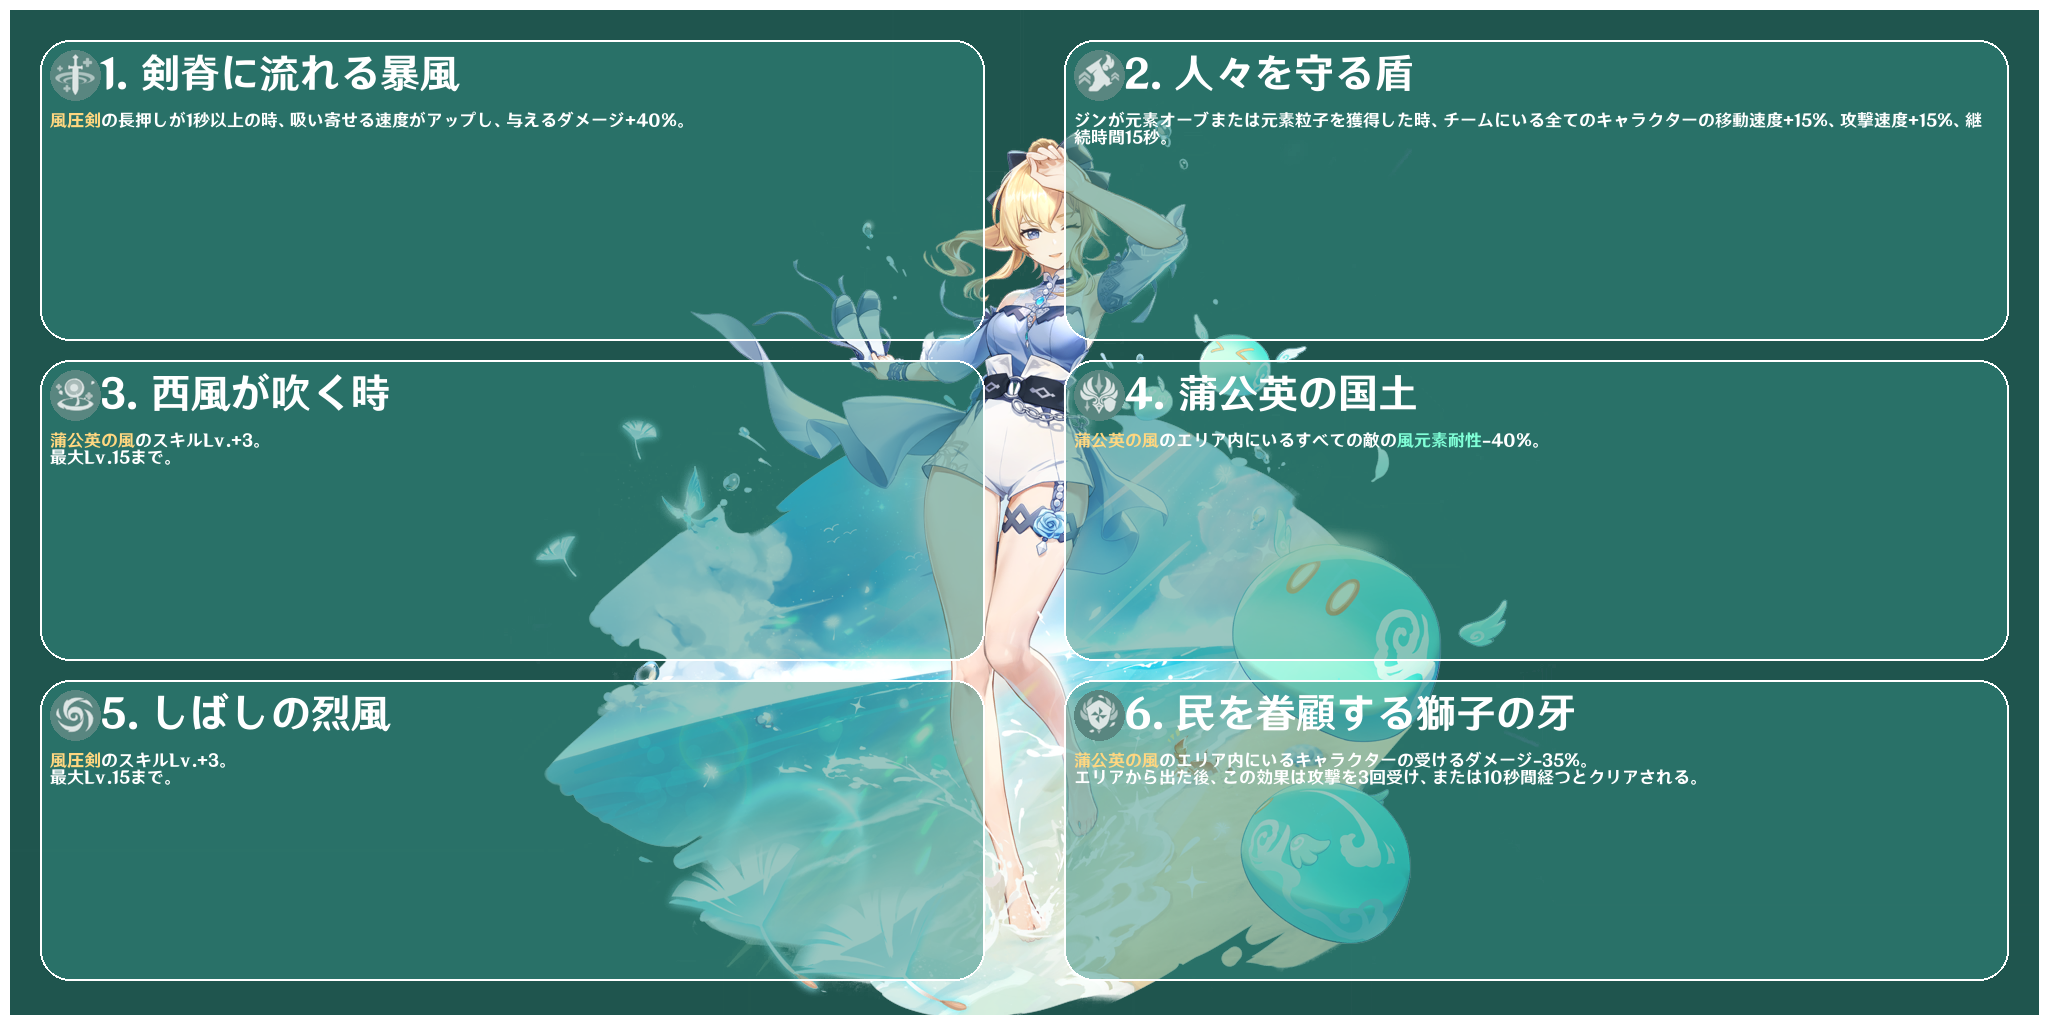 1. 剣脊に流れる暴風
風圧剣の長押しが1秒以上の時、吸い寄せる速度がアップし、与えるダメージ+40%。
2. 人々を守る盾
ジンが元素オーブまたは元素粒子を獲得した時、チームにいる全てのキャラクターの移動速度+15%、攻撃速度+15%、継
続時間15秒。
3. 西風が吹く時
蒲公英の風のスキルLv.+3。
最大Lv.15まで。
4. 蒲公英の国土
蒲公英の風のエリア内にいるすべての敵の風元素耐性-40%。
5. しばしの烈風
風圧剣のスキルLv.+3。
最大Lv.15まで。
6. 民を眷顧する獅子の牙
蒲公英の風のエリア内にいるキャラクターの受けるダメージ-35%。
エリアから出た後、この効果は攻撃を3回受け、または10秒間経つとクリアされる。